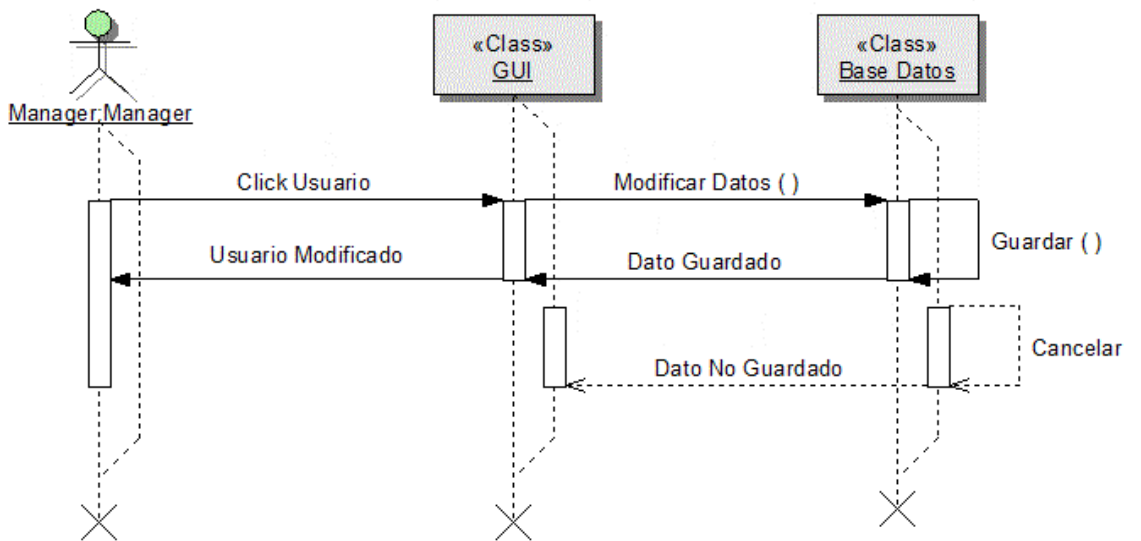 «Class»
GUI
«Class»
Base Datos
Manager:Manager
Click Usuario
Modificar Datos ( )
Guardar ( )
Usuario Modificado
Dato Guardado
Cancelar
Dato No Guardado